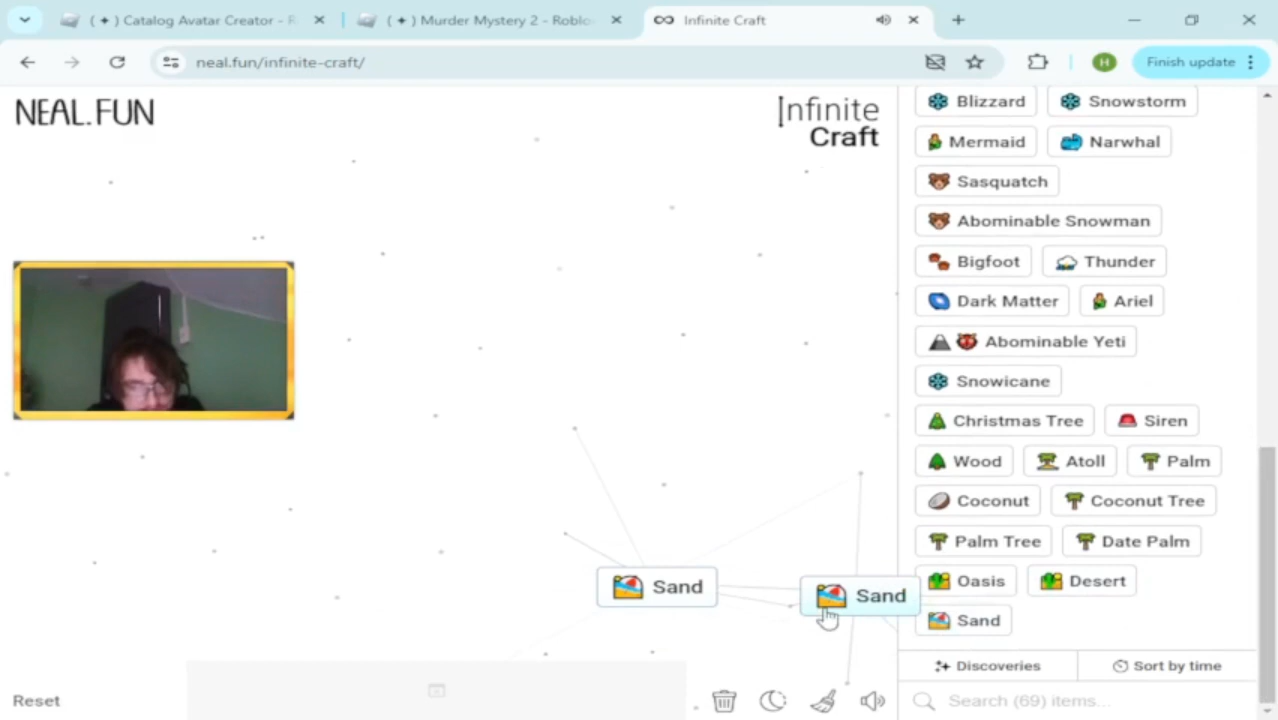 ( ✦ ) Catalog Avatar Creator - R
( ✦ ) Murder Mystery 2 - Roblo
Infinite Craft
neal.fun/infinite-craft/
H
Finish update
NEAL.FUN
Infinite
Craft
Blizzard
Snowstorm
Mermaid
Narwhal
Sasquatch
Abominable Snowman
Bigfoot
Thunder
Dark Matter
Ariel
Abominable Yeti
Snowicane
Christmas Tree
Siren
Wood
Atoll
Palm
Coconut
Coconut Tree
Palm Tree
Date Palm
Oasis
Desert
Sand
Sand
Sand
Discoveries
Sort by time
Reset
Search (69) items...